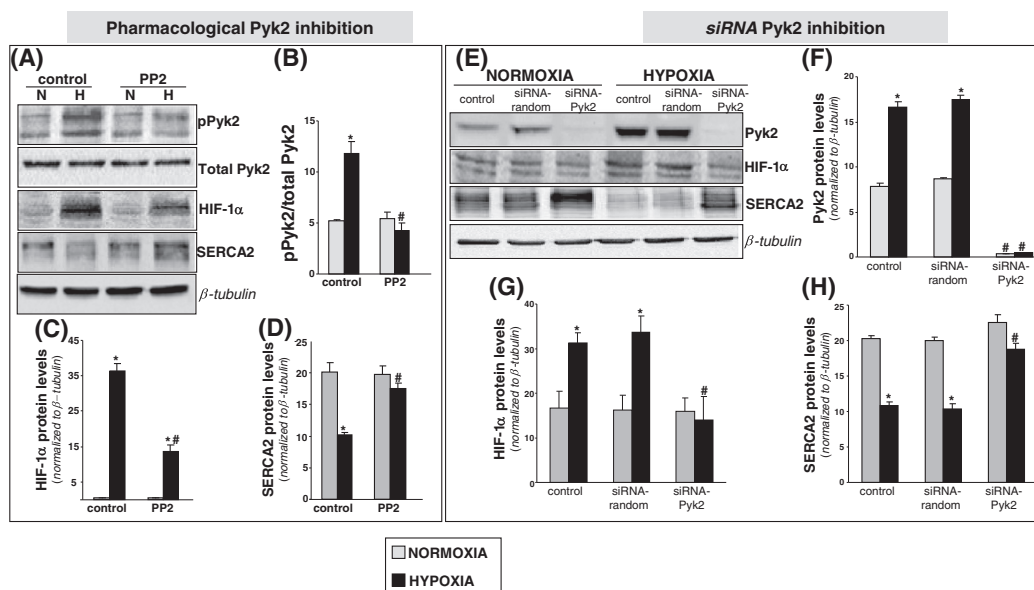 Pharmacological Pyk2 inhibition
siRNA Pyk2 inhibition
(A)
control PP2
N H N H
pPyk2
Total Pyk2
HIF-1α
SERCA2
β-tubulin
(B)
pPyk2/total Pyk2
15
10
5
0
*
#
control PP2
(C)
HIF-1α protein levels
(normalized to β-tubulin)
45
35
25
15
5
*
*#
control PP2
(D)
SERCA2 protein levels
(normalized to β-tubulin)
30
25
20
15
10
5
0
*
#
control PP2
(E)
NORMOXIA HYPOXIA
control siRNA-random siRNA-Pyk2 control siRNA-random siRNA-Pyk2
Pyk2
HIF-1α
SERCA2
β-tubulin
(F)
Pyk2 protein levels
(normalized to β-tubulin)
20
15
10
5
0
*
*
# #
control siRNA-random siRNA-Pyk2
(G)
HIF-1α protein levels
(normalized to β-tubulin)
40
30
20
10
0
*
*
#
control siRNA-random siRNA-Pyk2
(H)
SERCA2 protein levels
(normalized to β-tubulin)
25
20
15
10
5
0
*
*
#
control siRNA-random siRNA-Pyk2
NORMOXIA
HYPOXIA